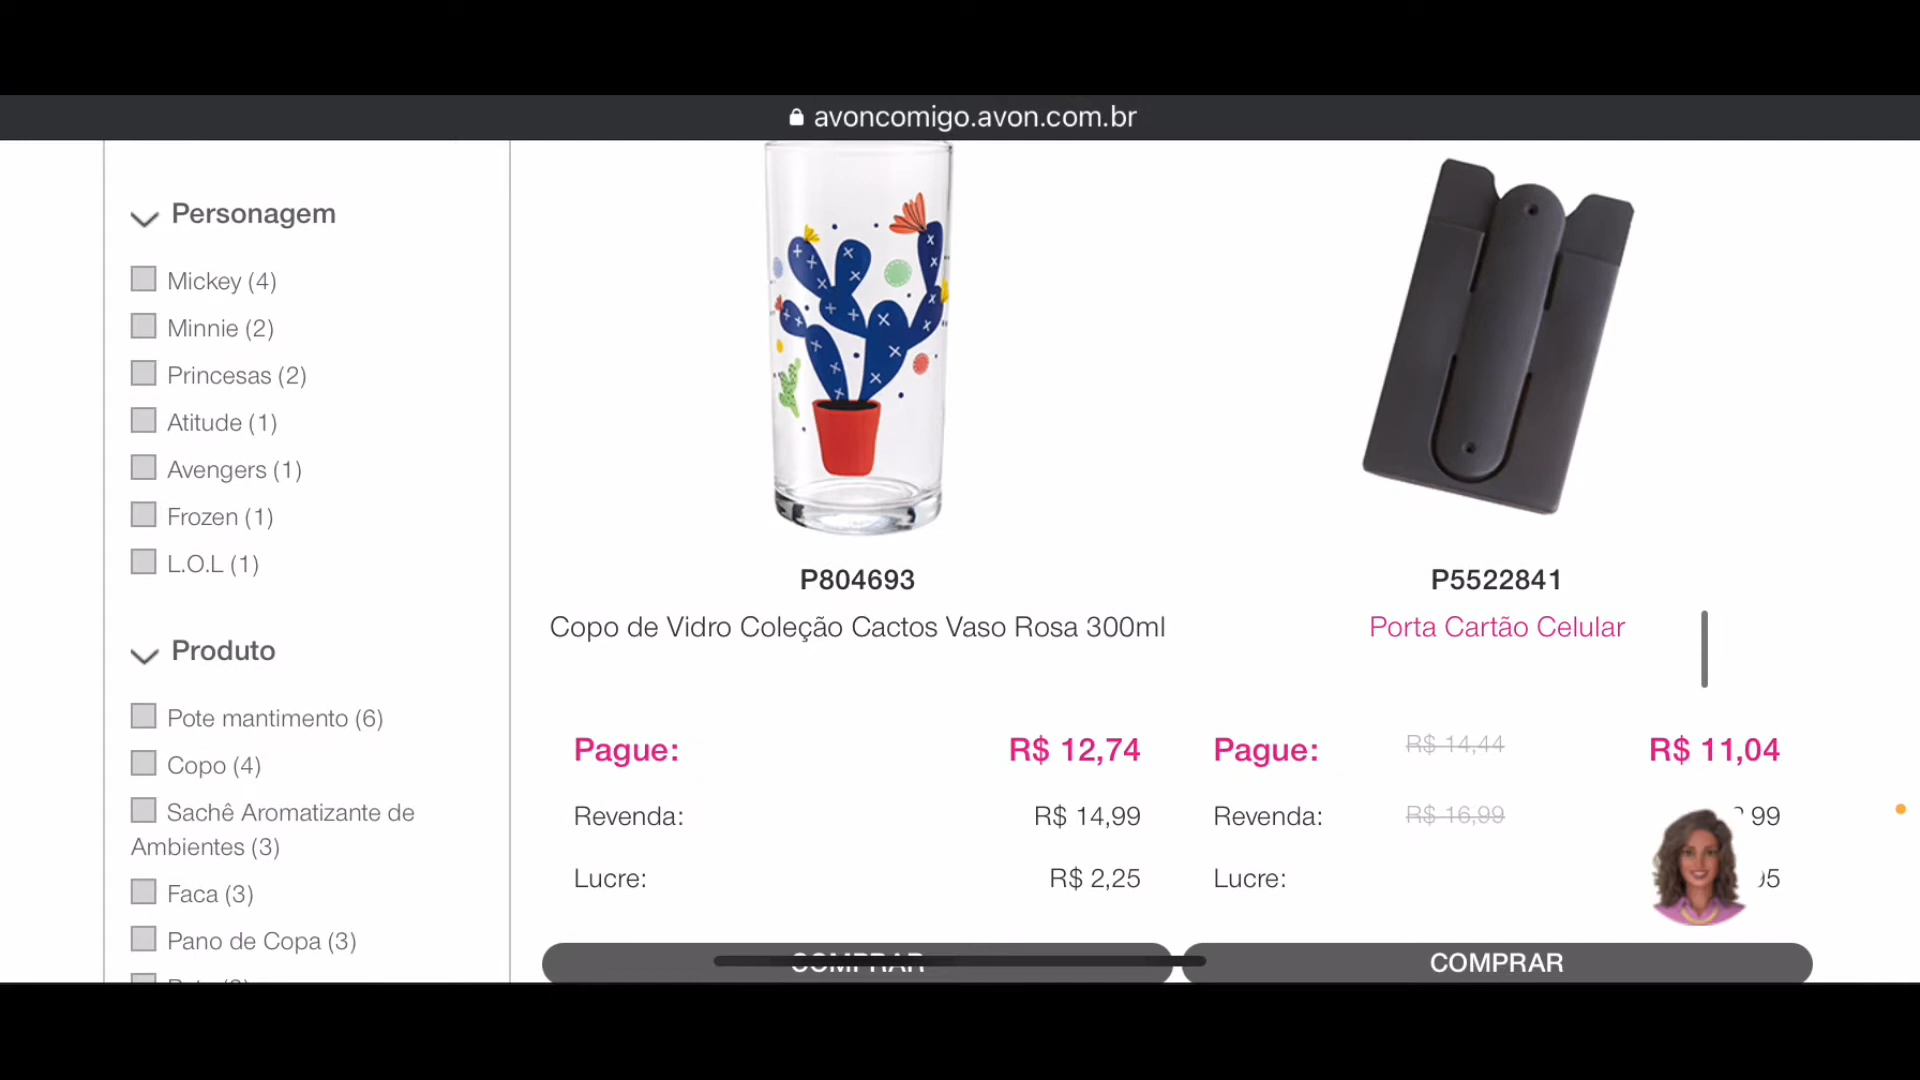 avoncomigo.avon.com.br
Personagem
Mickey (4)
Minnie (2)
Princesas (2)
Atitude (1)
Avengers (1)
Frozen (1)
L.O.L (1)
Produto
Pote mantimento (6)
Copo (4)
Sachê Aromatizante de
Ambientes (3)
Faca (3)
Pano de Copa (3)
P804693
Copo de Vidro Coleção Cactos Vaso Rosa 300ml
Pague: R$ 12,74
Revenda: R$ 14,99
Lucre: R$ 2,25
COMPRAR
P5522841
Porta Cartão Celular
Pague: R$ 14,44 R$ 11,04
Revenda: R$ 16,99 99
Lucre:
COMPRAR